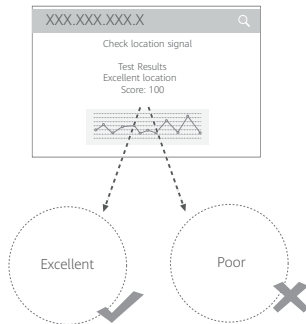 XXX.XXX.XXX.X
Check location signal
Test Results
Excellent location
Score: 100
Excellent
Poor